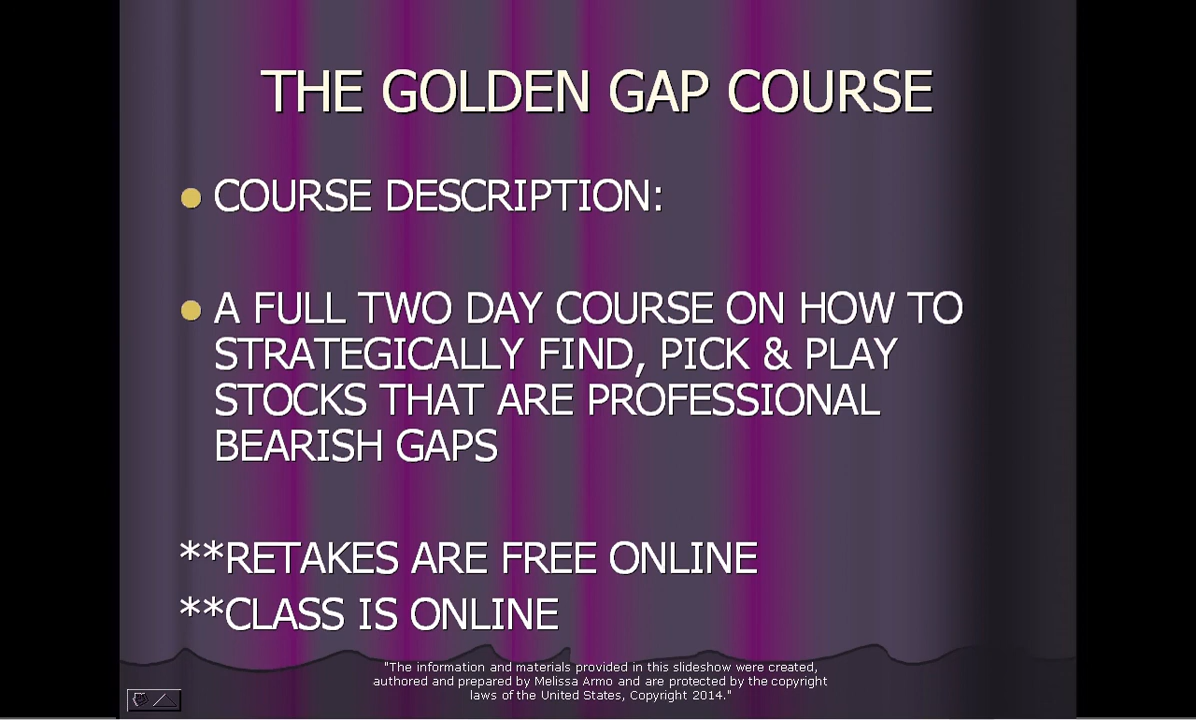 THE GOLDEN GAP COURSE
COURSE DESCRIPTION:
A FULL TWO DAY COURSE ON HOW TO
STRATEGICALLY FIND, PICK & PLAY
STOCKS THAT ARE PROFESSIONAL
BEARISH GAPS
**RETAKES ARE FREE ONLINE
**CLASS IS ONLINE
"The information and materials provided in this slideshow were created,
authored and prepared by Melissa Armo and are protected by the copyright
laws of the United States, Copyright 2014."